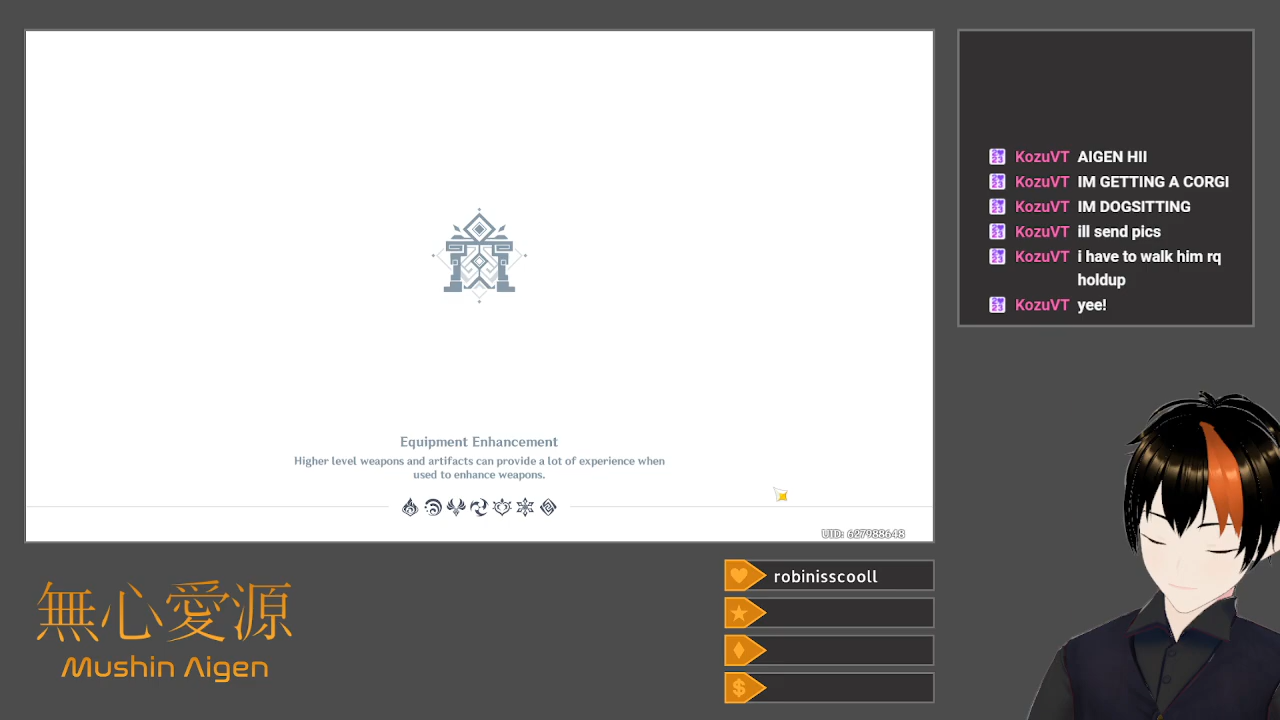 Equipment Enhancement
Higher level weapons and artifacts can provide a lot of experience when
used to enhance weapons.
UID: 627988648
KozuVT AIGEN HII
KozuVT IM GETTING A CORGI
KozuVT IM DOGSITTING
KozuVT ill send pics
KozuVT i have to walk him rq
holdup
KozuVT yee!
robinisscooll
$
無心愛源
Mushin Aigen